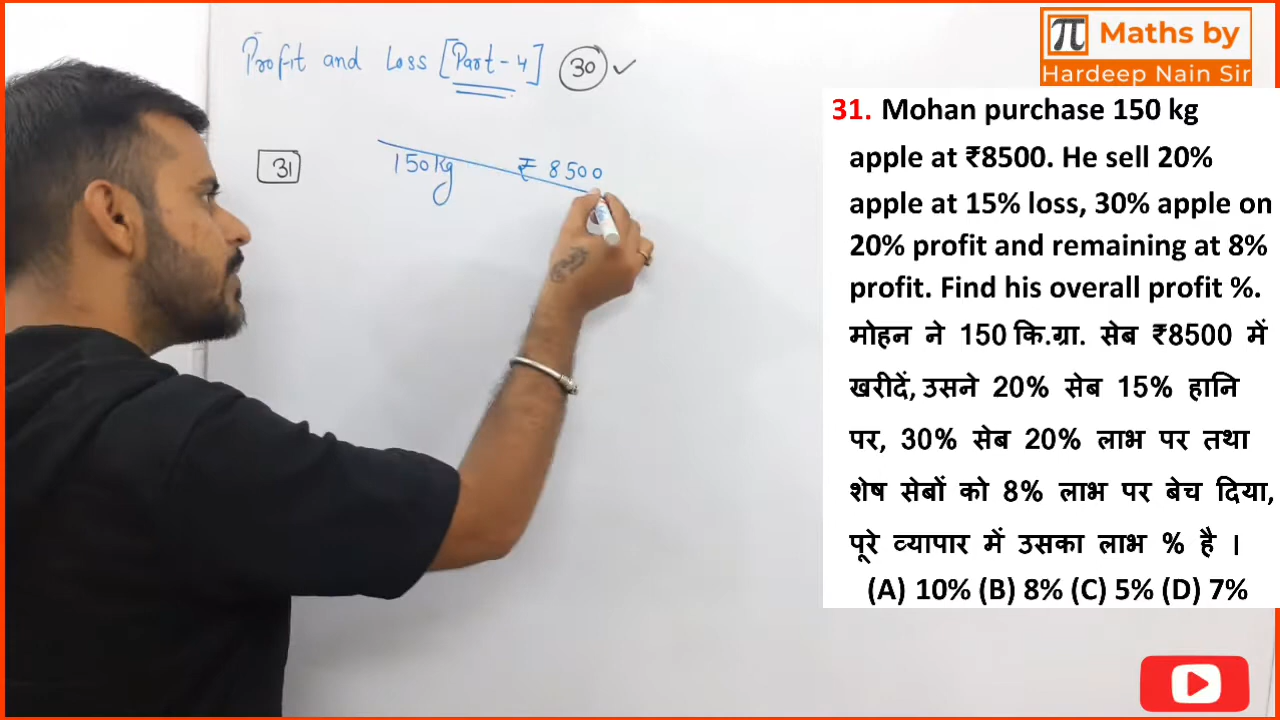 Profit and Loss [Part-4] 30 ✓
π Maths by
Hardeep Nain Sir
31 150kg ₹ 8500
31. Mohan purchase 150 kg
apple at ₹8500. He sell 20%
apple at 15% loss, 30% apple on
20% profit and remaining at 8%
profit. Find his overall profit %.
मोहन ने 150 कि.ग्रा. सेब ₹8500 में
खरीदें, उसने 20% सेब 15% हानि
पर, 30% सेब 20% लाभ पर तथा
शेष सेबों को 8% लाभ पर बेच दिया,
पूरे व्यापार में उसका लाभ % है ।
(A) 10% (B) 8% (C) 5% (D) 7%